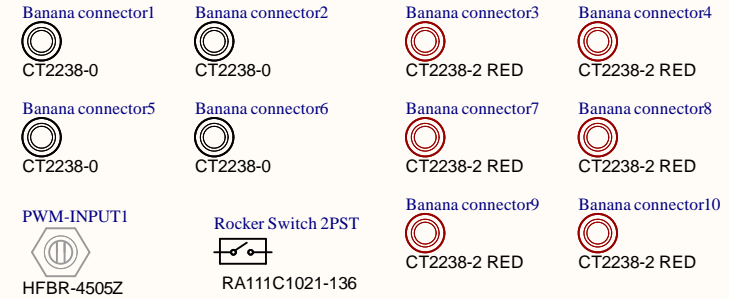 Banana connector1
Banana connector2
Banana connector3
Banana connector4
CT2238-0
CT2238-0
CT2238-2 RED
CT2238-2 RED
Banana connector5
Banana connector6
Banana connector7
Banana connector8
CT2238-0
CT2238-0
CT2238-2 RED
CT2238-2 RED
PWM-INPUT1
Rocker Switch 2PST
Banana connector9
Banana connector10
HFBR-4505Z
RA111C1021-136
CT2238-2 RED
CT2238-2 RED